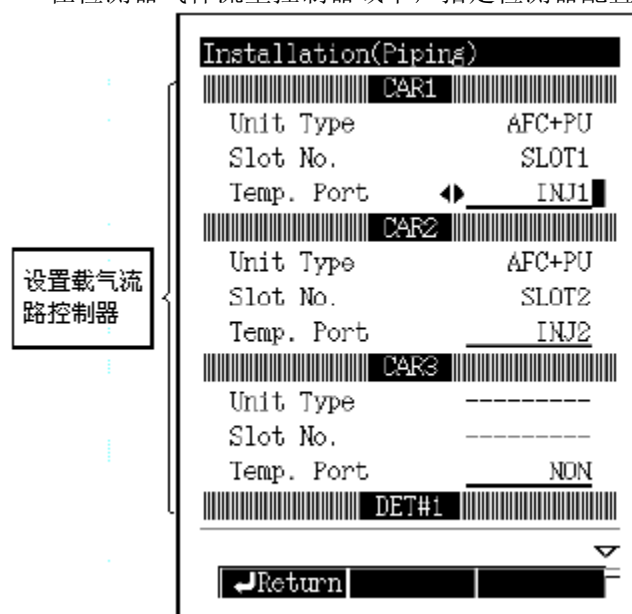 Installation(Piping)
CAR1
Unit Type AFC+PU
Slot No. SLOT1
Temp. Port INJ1
CAR2
Unit Type AFC+PU
Slot No. SLOT2
Temp. Port INJ2
CAR3
Unit Type ---------
Slot No. ---------
Temp. Port NON
DET#1
Return
设置载气流
路控制器